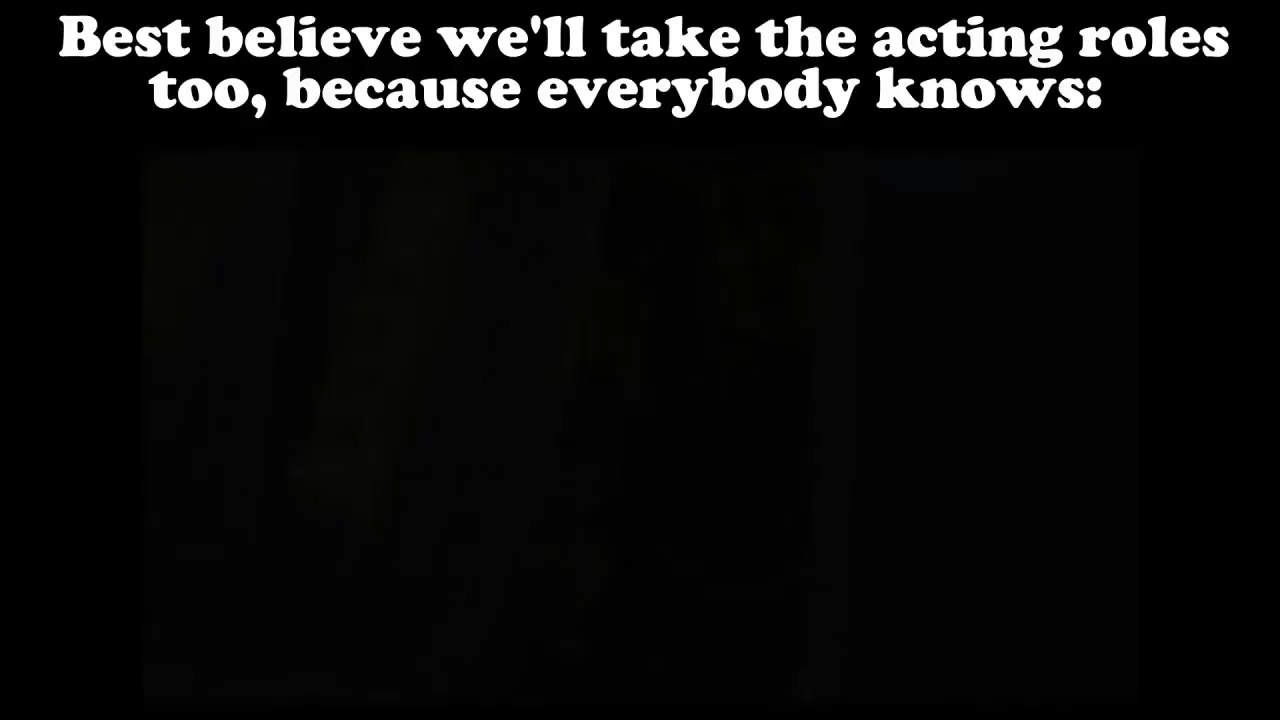 Best believe we'll take the acting roles
too, because everybody knows: